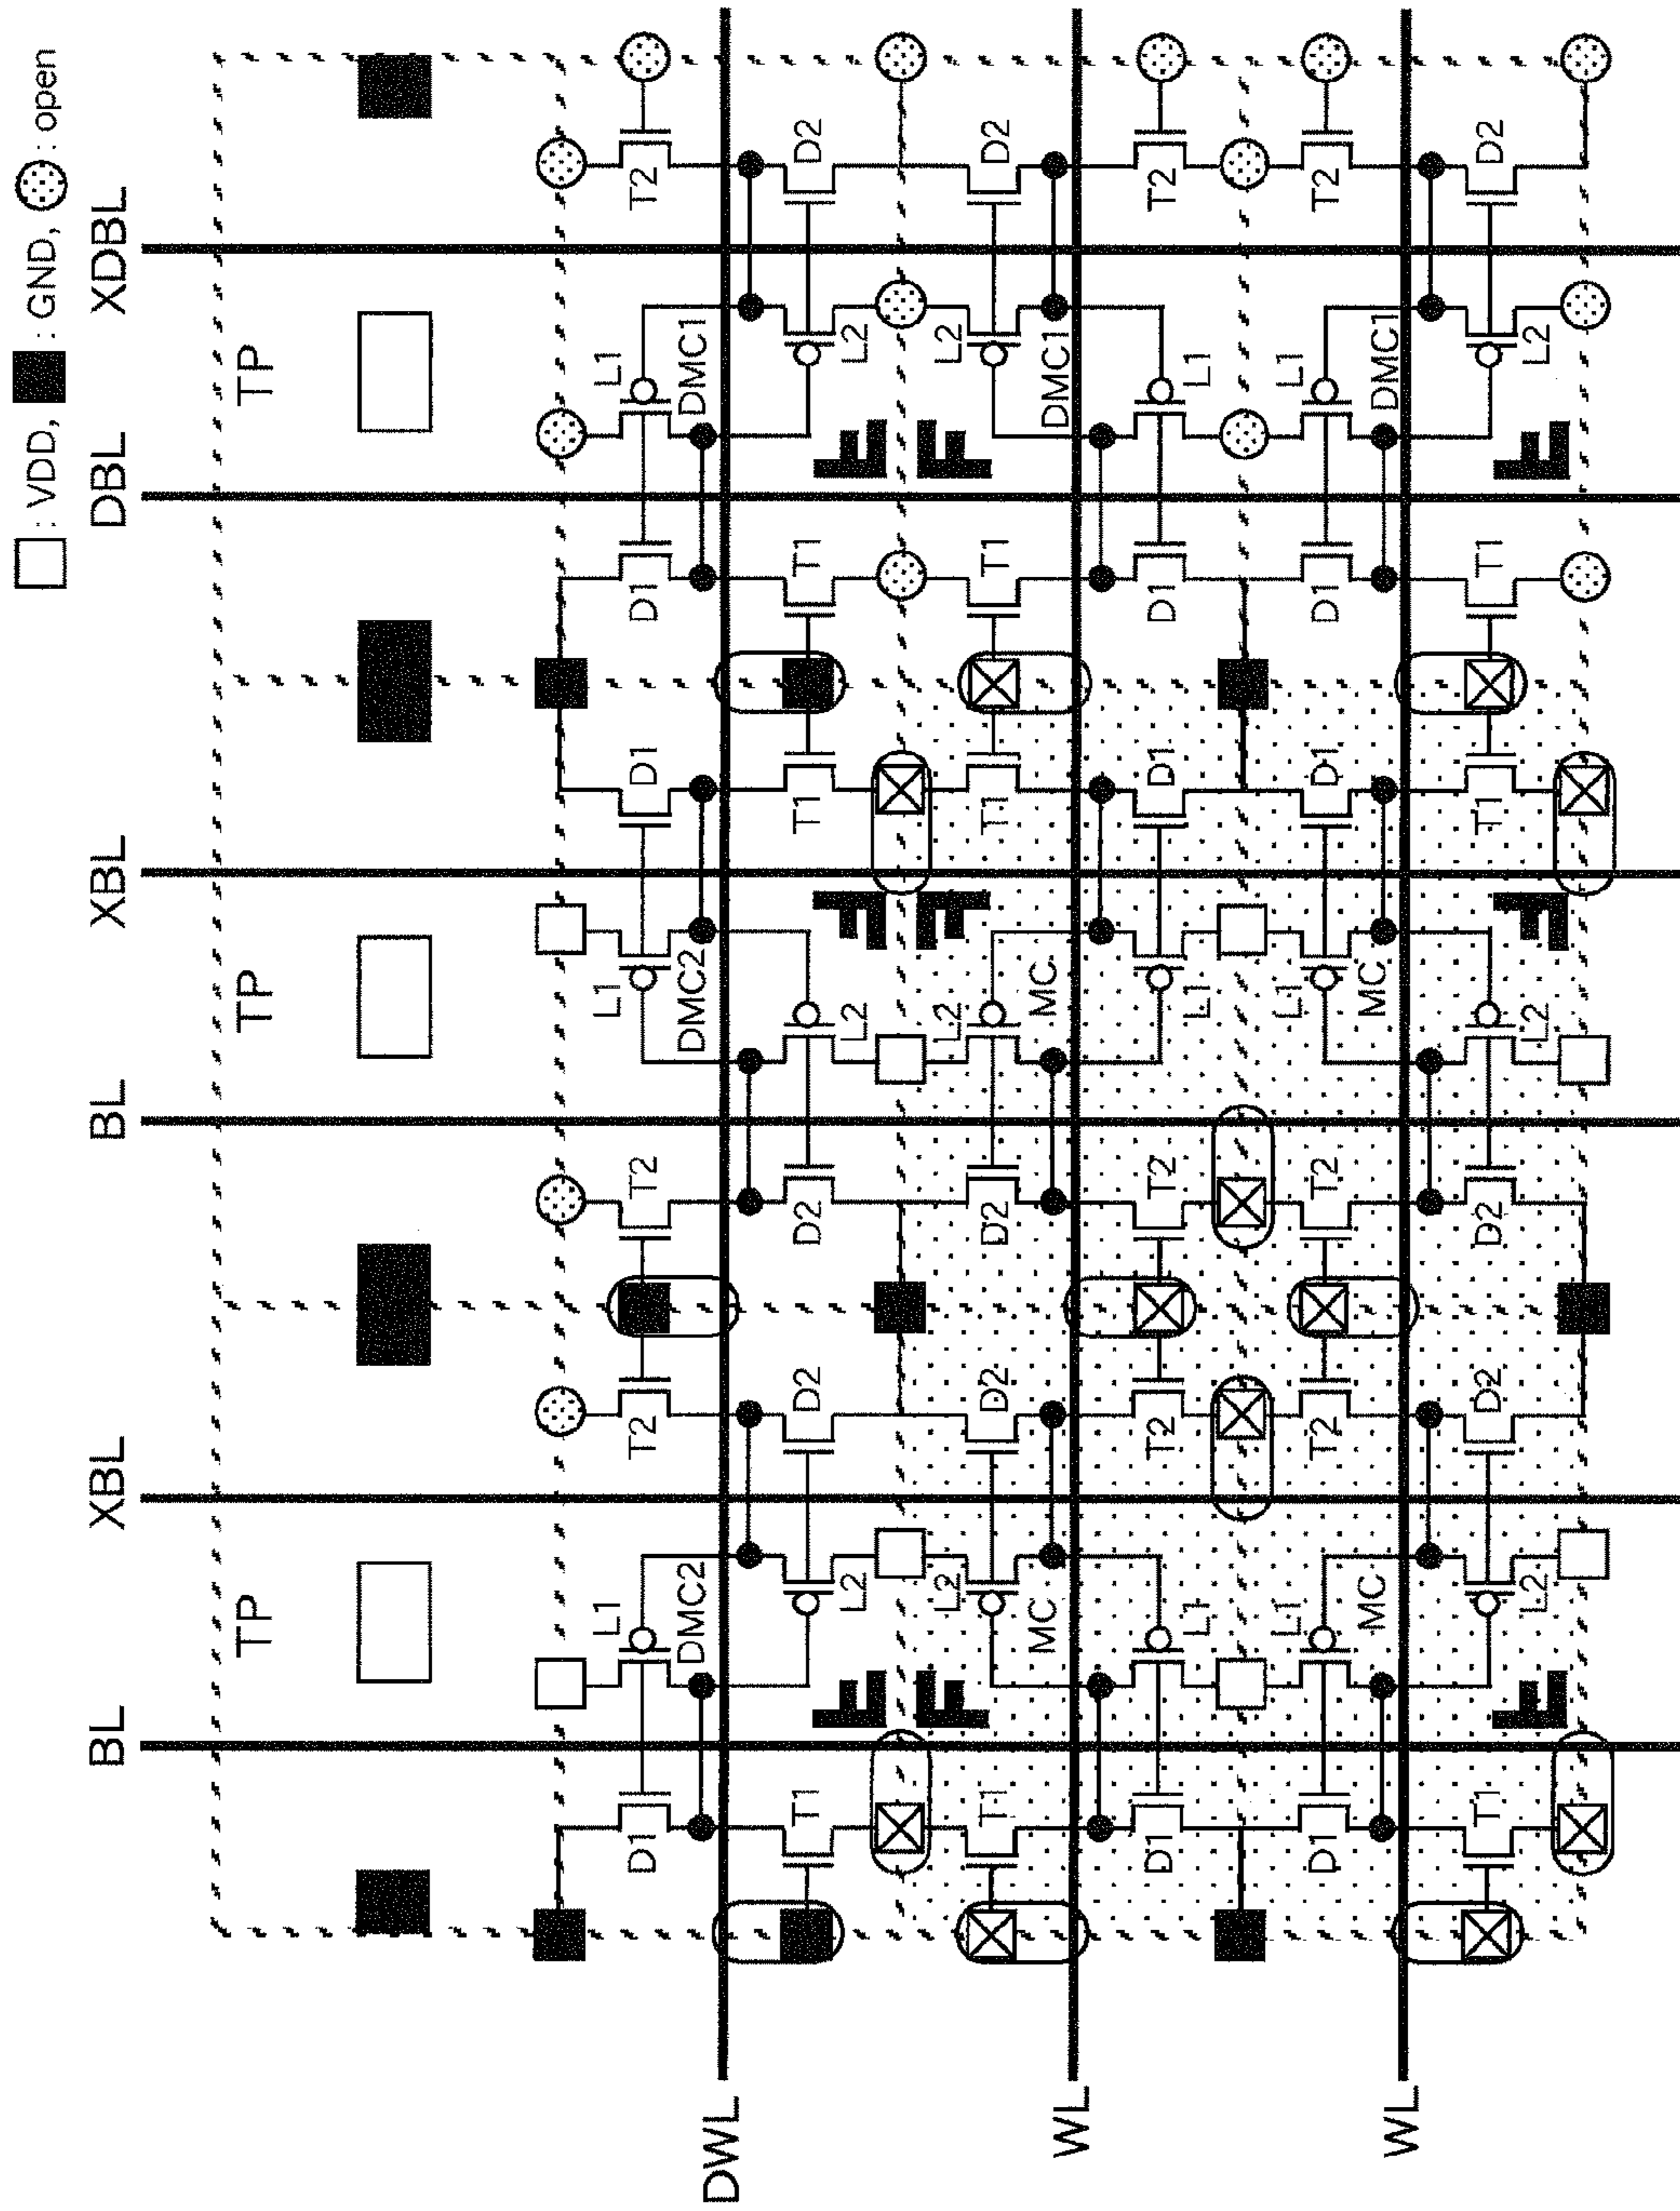 : VDD, : GND, : open
BL XBL BL XBL DBL XDBL
TP TP TP
L1 L1 L1
D1 T2 T2 D1 D1 T2
DMC2 DMC2 DMC1
DWL
T1 D2 D2 T1 T1 D2
L2 L2 L2
L2 L2 L2
T1 D2 D2 T1 T1 D2
MC MC DMC1
WL
D1 T2 T2 D1 D1 T2
L1 L1 L1
L1 L1 L1
D1 T2 T2 D1 D1 T2
MC MC DMC1
WL
T1 D2 D2 T1 T1 D2
L2 L2 L2